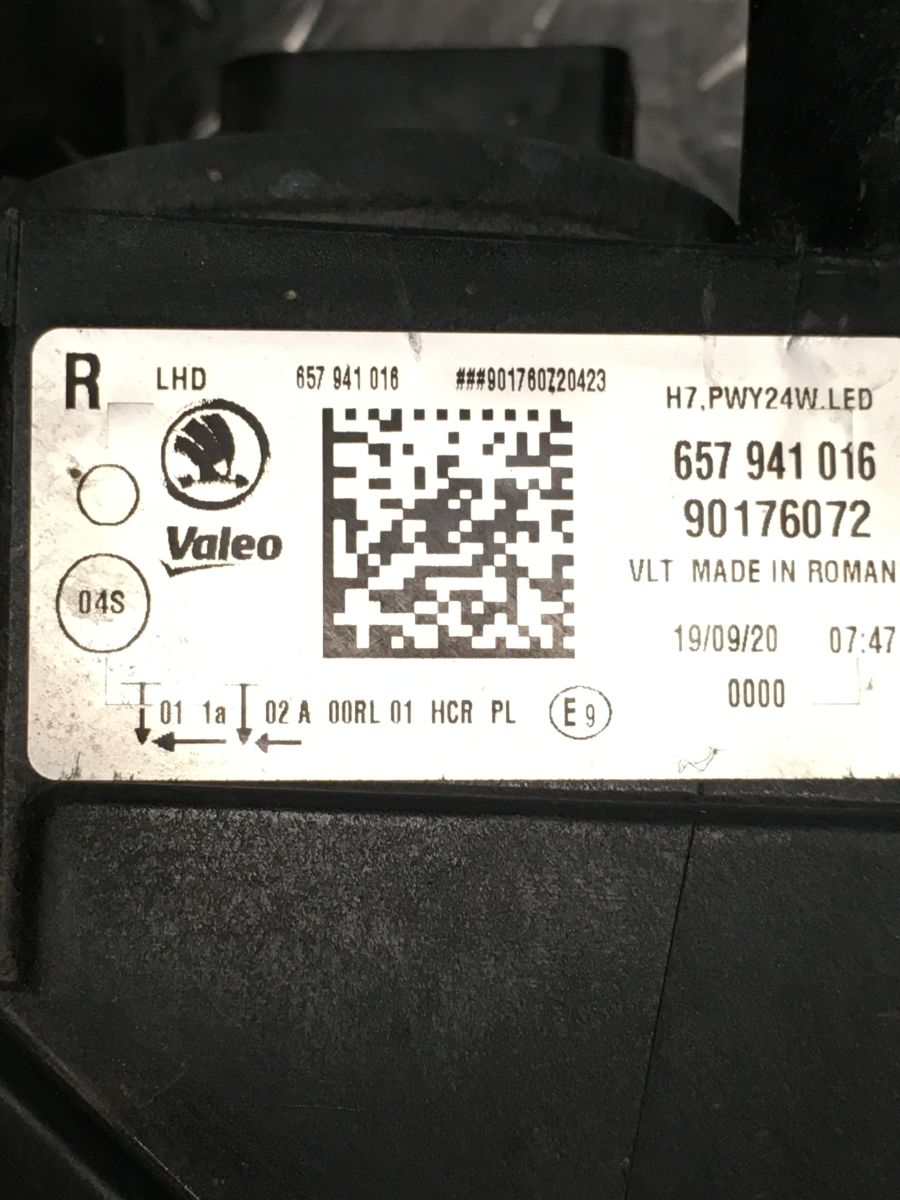 R LHD 657 941 016 ###901760Z20423
H7,PWY24W.LED
657 941 016
Valeo
90176072
VLT MADE IN ROMAN
04S
19/09/20 07:47
0000
01 1a 02 A 00RL 01 HCR PL E9